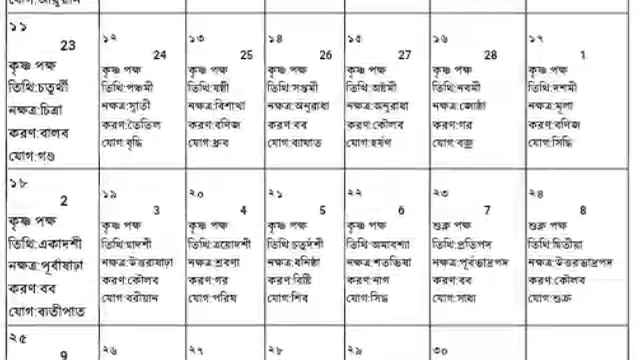 যোগ:আয়ুষ্মান
১১
23
কৃষ্ণ পক্ষ
তিথি:চতুর্থী
নক্ষত্র:চিত্রা
করণ:বালব
যোগ:গণ্ড
১২
24
কৃষ্ণ পক্ষ
তিথি:পঞ্চমী
নক্ষত্র:স্বাতী
করণ:তৈতিল
যোগ:বৃদ্ধি
১৩
25
কৃষ্ণ পক্ষ
তিথি:ষষ্ঠী
নক্ষত্র:বিশাখা
করণ:বণিজ
যোগ:ধ্রুব
১৪
26
কৃষ্ণ পক্ষ
তিথি:সপ্তমী
নক্ষত্র:অনুরাধা
করণ:বব
যোগ:ব্যাঘাত
১৫
27
কৃষ্ণ পক্ষ
তিথি:অষ্টমী
নক্ষত্র:অনুরাধা
করণ:কৌলব
যোগ:হর্ষণ
১৬
28
কৃষ্ণ পক্ষ
তিথি:নবমী
নক্ষত্র:জ্যেষ্ঠা
করণ:গর
যোগ:বজ্র
১৭
1
কৃষ্ণ পক্ষ
তিথি:দশমী
নক্ষত্র:মূলা
করণ:বণিজ
যোগ:সিদ্ধি
১৮
2
কৃষ্ণ পক্ষ
তিথি:একাদশী
নক্ষত্র:পূর্বাষাঢ়া
করণ:বব
যোগ:ব্যতীপাত
১৯
3
কৃষ্ণ পক্ষ
তিথি:দ্বাদশী
নক্ষত্র:উত্তরাষাঢ়া
করণ:কৌলব
যোগ:বরীয়ান
২০
4
কৃষ্ণ পক্ষ
তিথি:ত্রয়োদশী
নক্ষত্র:শ্রবণা
করণ:গর
যোগ:পরিঘ
২১
5
কৃষ্ণ পক্ষ
তিথি:চতুর্দশী
নক্ষত্র:ধনিষ্ঠা
করণ:বিষ্টি
যোগ:শিব
২২
6
কৃষ্ণ পক্ষ
তিথি:অমাবশ্যা
নক্ষত্র:শতভিষা
করণ:নাগ
যোগ:সিদ্ধ
২৩
7
শুক্ল পক্ষ
তিথি:প্রতিপদ
নক্ষত্র:পূর্বভাদ্রপদ
করণ:বব
যোগ:সাধ্য
২৪
8
শুক্ল পক্ষ
তিথি:দ্বিতীয়া
নক্ষত্র:উত্তরভাদ্রপদ
করণ:কৌলব
যোগ:শুক্ল
২৫
9
২৬
২৭
২৮
২৯
৩০